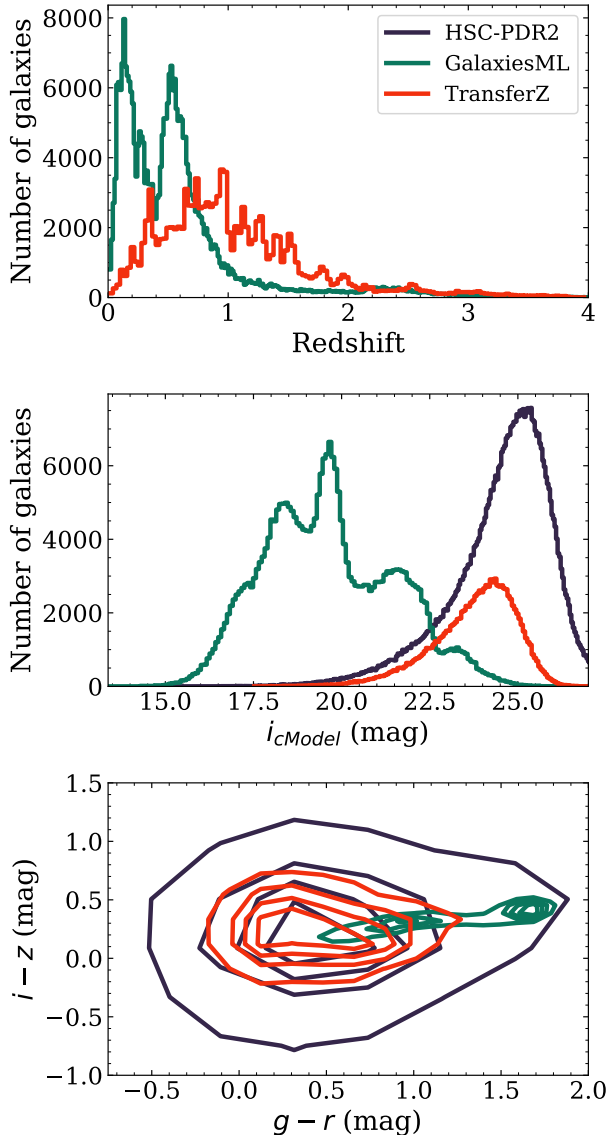 Number of galaxies
8000
6000
4000
2000
0
HSC-PDR2
GalaxiesML
TransferZ
0 1 2 3 4
Redshift
Number of galaxies
6000
4000
2000
0
15.0 17.5 20.0 22.5 25.0
i_cModel (mag)
i − z (mag)
1.5
1.0
0.5
0.0
−0.5
−1.0
−0.5 0.0 0.5 1.0 1.5 2.0
g − r (mag)